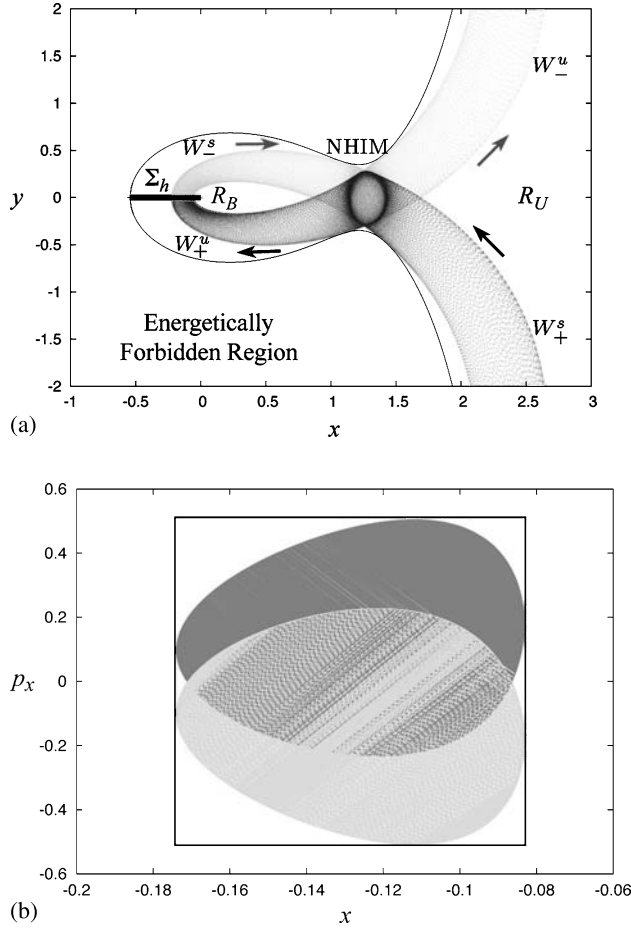 2
1.5
1
0.5
0
-0.5
-1
-1.5
-2
y
W^u_-
W^s_-
NHIM
Σ_h
R_B
R_U
W^u_+
W^s_+
Energetically
Forbidden Region
-1 -0.5 0 0.5 1 1.5 2 2.5 3
(a)
x
0.6
0.4
0.2
p_x 0
-0.2
-0.4
-0.6
-0.2 -0.18 -0.16 -0.14 -0.12 -0.1 -0.08 -0.06
(b)
x